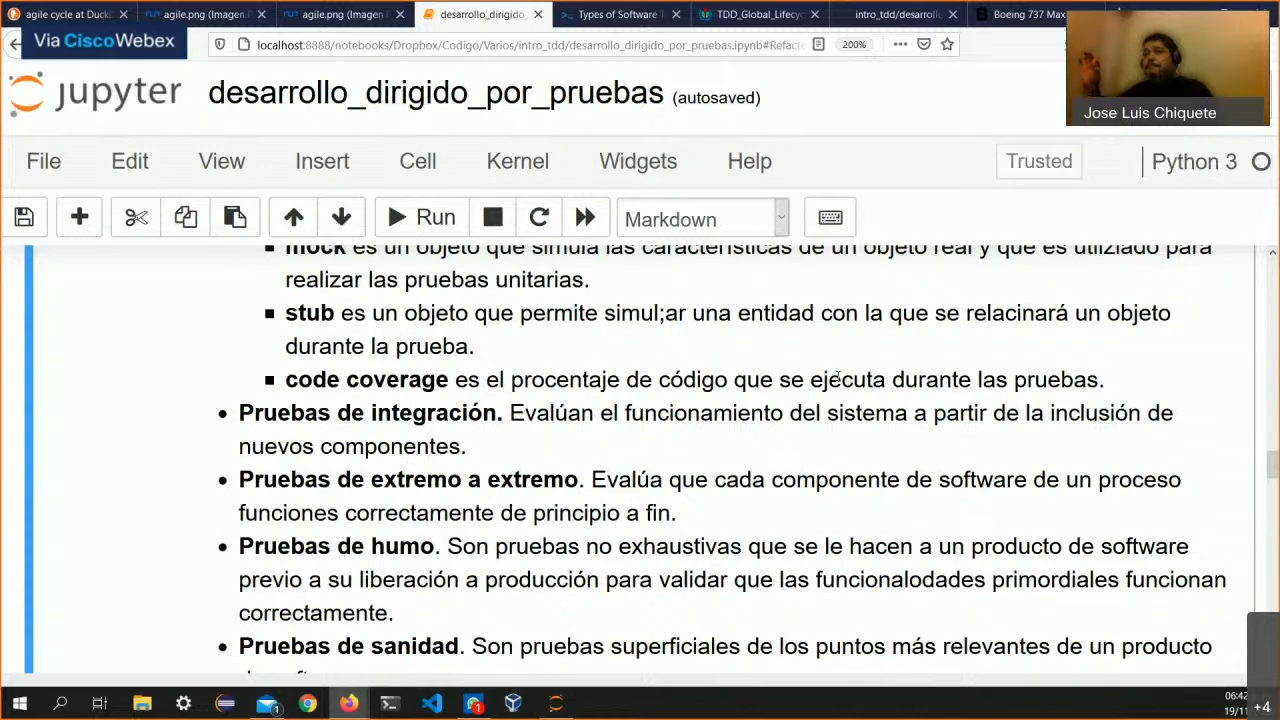 agile cycle at Duck
agile.png (Imagen
agile.png (Imagen
desarrollo_dirigido_
Types of Software T
TDD_Global_Lifecy
intro_tdd/desarrollo
Boeing 737 Max
Via Cisco Webex
localhost:8888/notebooks/Dropbox/Codigo/Varios/intro_tdd/desarrollo_dirigido_por_pruebas.ipynb#Refact
200%
Jose Luis Chiquete
jupyter desarrollo_dirigido_por_pruebas (autosaved)
File Edit View Insert Cell Kernel Widgets Help Trusted Python 3
Run Markdown
mock es un objeto que simula las características de un objeto real y que es utilziado para
realizar las pruebas unitarias.
stub es un objeto que permite simul;ar una entidad con la que se relacinará un objeto
durante la prueba.
code coverage es el procentaje de código que se ejecuta durante las pruebas.
Pruebas de integración. Evalúan el funcionamiento del sistema a partir de la inclusión de
nuevos componentes.
Pruebas de extremo a extremo. Evalúa que cada componente de software de un proceso
funciones correctamente de principio a fin.
Pruebas de humo. Son pruebas no exhaustivas que se le hacen a un producto de software
previo a su liberación a producción para validar que las funcionalodades primordiales funcionan
correctamente.
Pruebas de sanidad. Son pruebas superficiales de los puntos más relevantes de un producto
06:42
19/11
+4